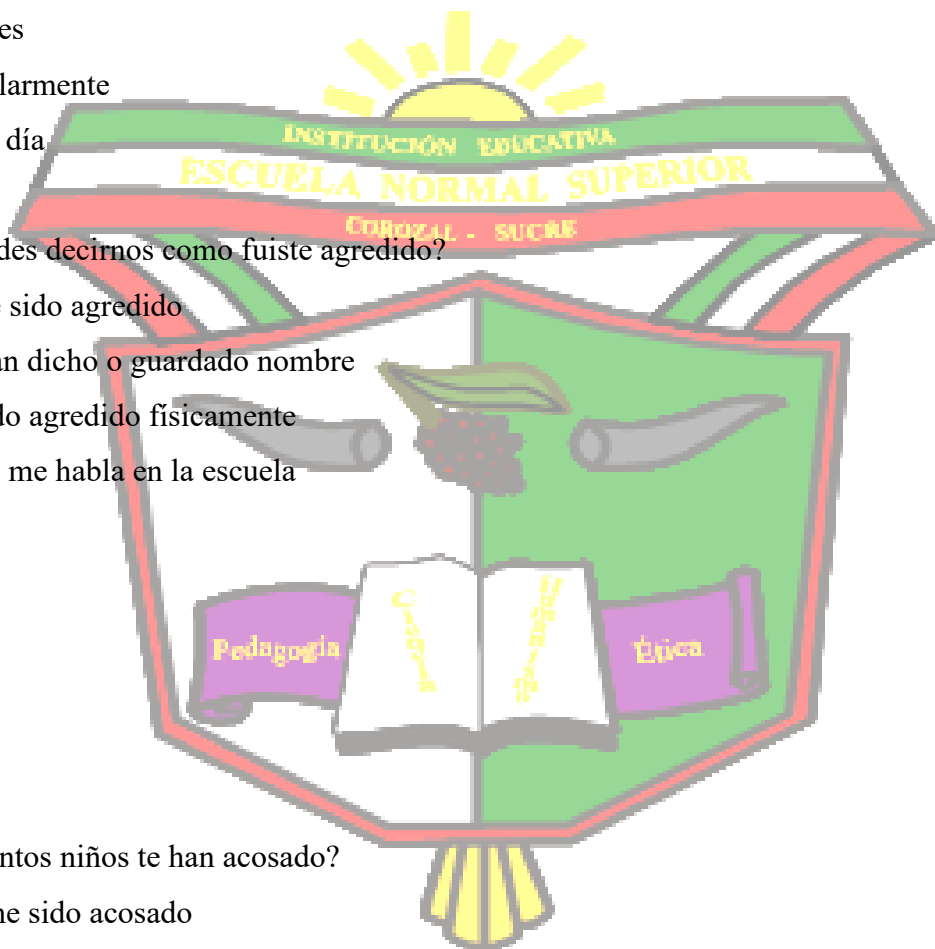 es
larmente
día
INSTITUCIÓN EDUCATIVA
ESCUELA NORMAL SUPERIOR
COROZAL - SUCRE
des decirnos como fuiste agredido?
e sido agredido
an dicho o guardado nombre
do agredido físicamente
me habla en la escuela
Pedagogía
Ética
ntos niños te han acosado?
he sido acosado